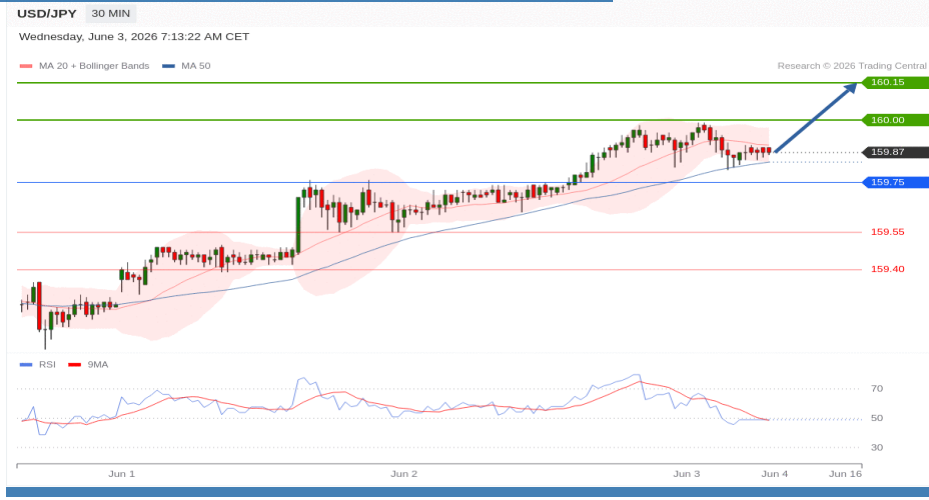 USD/JPY 30 MIN
Wednesday, June 3, 2026 7:13:22 AM CET
MA 20 + Bollinger Bands MA 50 Research © 2026 Trading Central
160.15
160.00
159.87
159.75
159.55
159.40
RSI 9MA
70
50
30
Jun 1 Jun 2 Jun 3 Jun 4 Jun 16